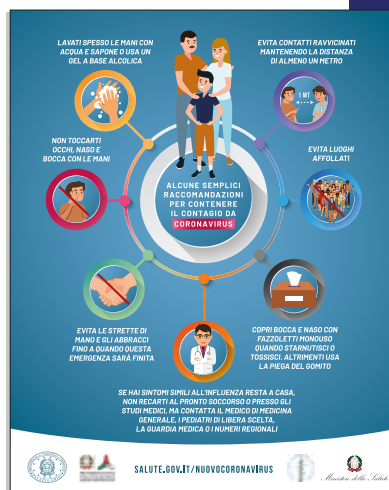 LAVATI SPESSO LE MANI CON
ACQUA E SAPONE O USA UN
GEL A BASE ALCOLICA
EVITA CONTATTI RAVVICINATI
MANTENENDO LA DISTANZA
DI ALMENO UN METRO
1 MT
NON TOCCARTI
OCCHI, NASO E
BOCCA CON LE MANI
EVITA LUOGHI
AFFOLLATI
ALCUNE SEMPLICI
RACCOMANDAZIONI
PER CONTENERE
IL CONTAGIO DA
CORONAVIRUS
EVITA LE STRETTE DI
MANO E GLI ABBRACCI
FINO A QUANDO QUESTA
EMERGENZA SARÀ FINITA
COPRI BOCCA E NASO CON
FAZZOLETTI MONOUSO
QUANDO STARNUTISCI O
TOSSISCI. ALTRIMENTI USA
LA PIEGA DEL GOMITO
SE HAI SINTOMI SIMILI ALL'INFLUENZA RESTA A CASA,
NON RECARTI AL PRONTO SOCCORSO O PRESSO GLI
STUDI MEDICI, MA CONTATTA IL MEDICO DI MEDICINA
GENERALE, I PEDIATRI DI LIBERA SCELTA,
LA GUARDIA MEDICA O I NUMERI REGIONALI
SALUTE.GOV.IT/NUOVOCORONAVIRUS
Ministero della Salute